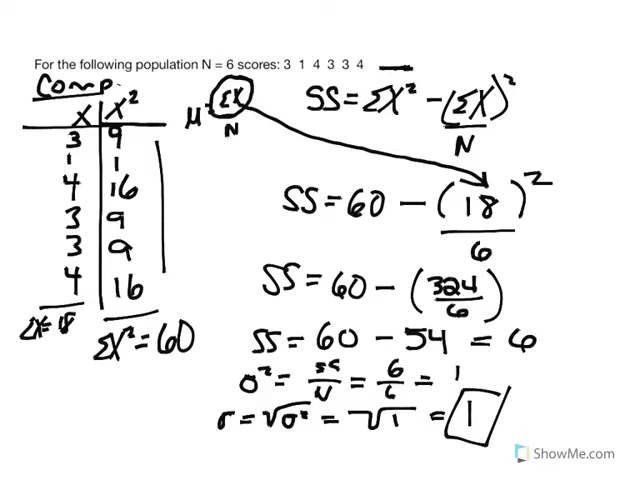 For the following population N = 6 scores: 3 1 4 3 3 4
Comp.
X X²
3 9
1 1
4 16
3 9
3 9
4 16
ΣX=18
ΣX²=60
μ=ΣX/N
SS=ΣX²-(ΣX)²/N
SS=60-(18)²/6
SS=60-(324/6)
SS=60-54=6
σ²=SS/N=6/6=1
σ=√σ²=√1=1
ShowMe.com